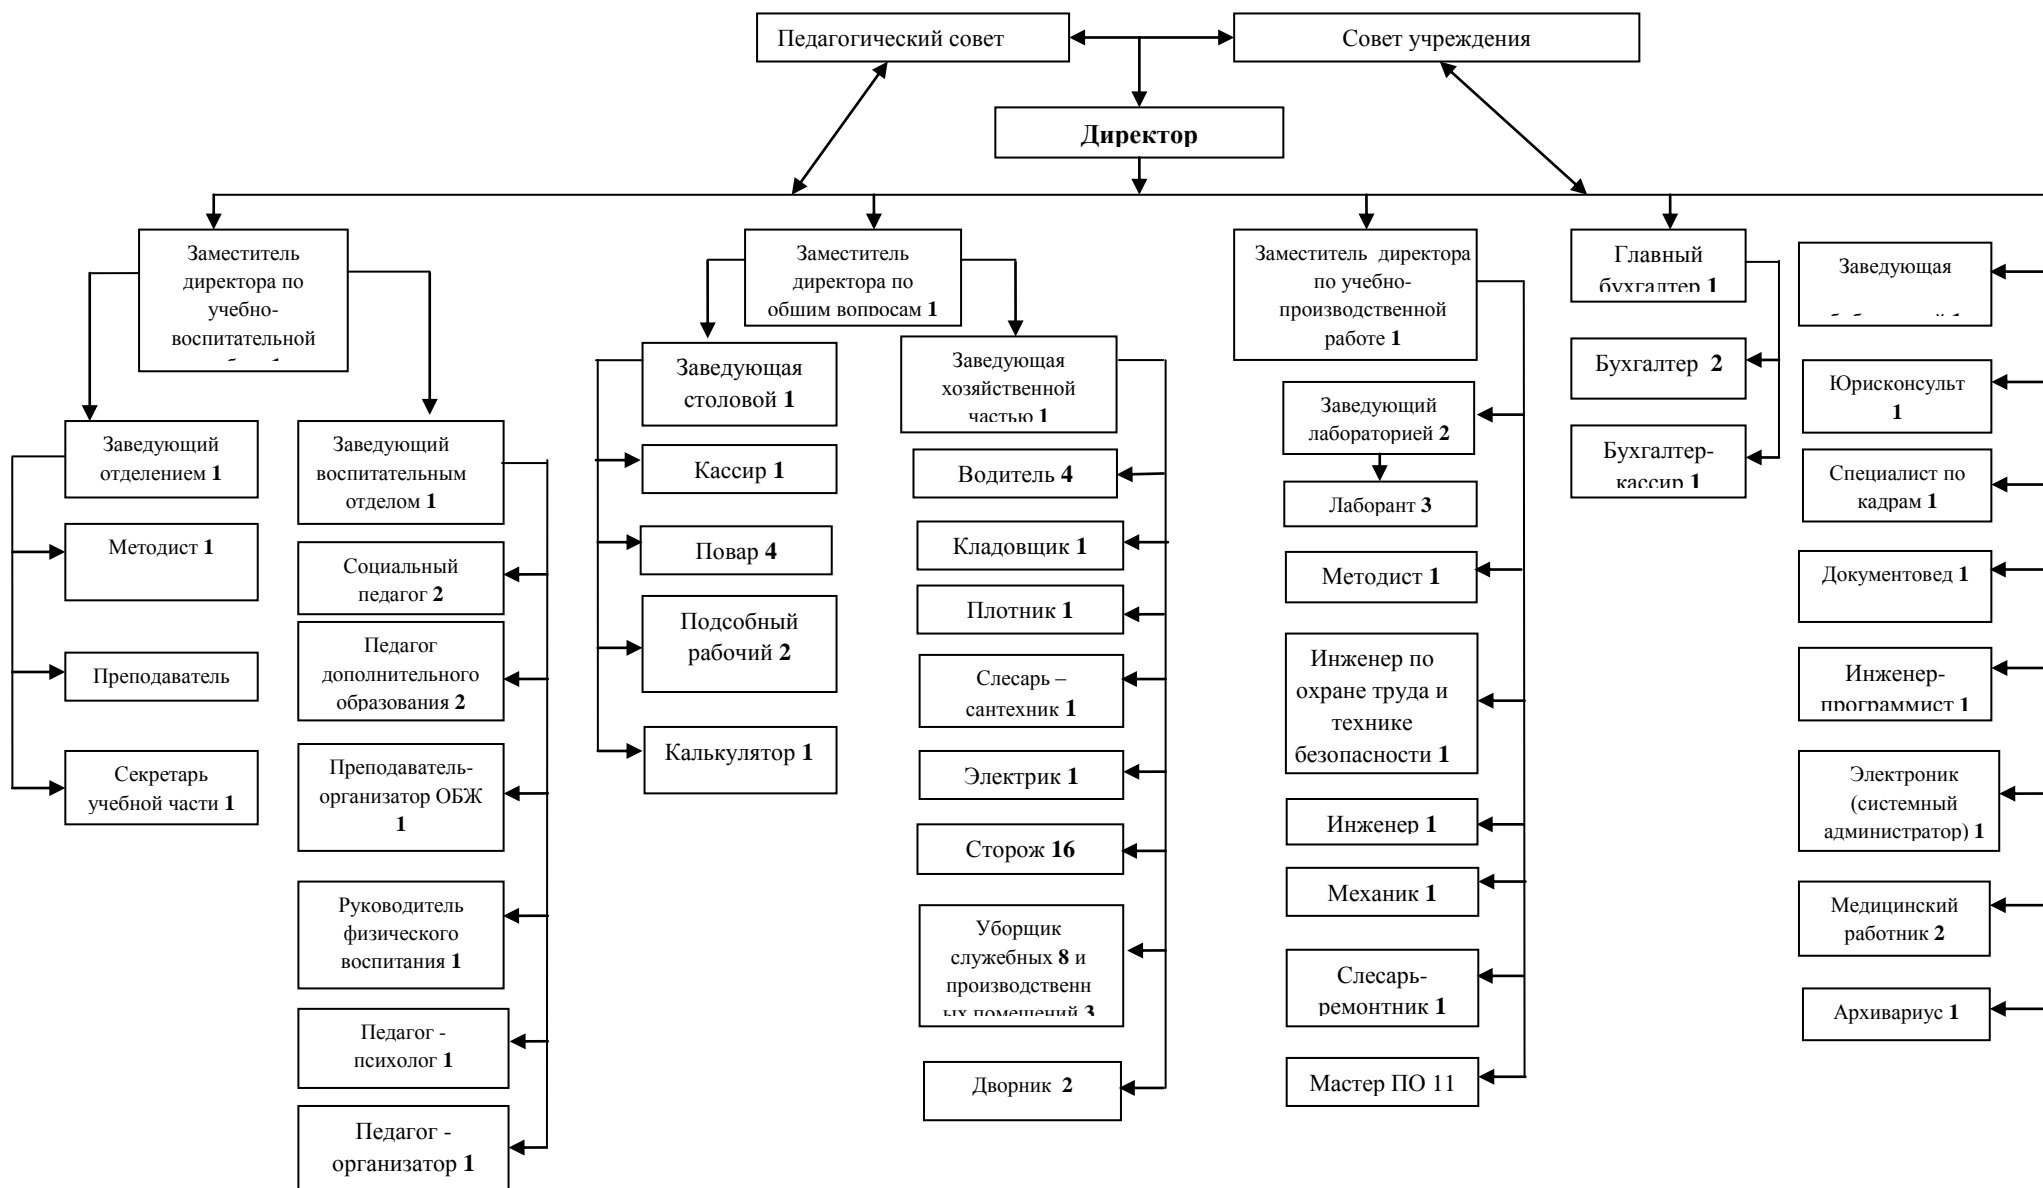 Педагогический совет
Совет учреждения
Директор
Заместитель
директора по
учебно-
воспитательной
1
Заведующий
отделением 1
Методист 1
Преподаватель
Секретарь
учебной части 1
Заведующий
воспитательным
отделом 1
Социальный
педагог 2
Педагог
дополнительного
образования 2
Преподаватель-
организатор ОБЖ
1
Руководитель
физического
воспитания 1
Педагог -
психолог 1
Педагог -
организатор 1
Заместитель
директора по
общим вопросам 1
Заведующая
столовой 1
Кассир 1
Повар 4
Подсобный
рабочий 2
Калькулятор 1
Заведующая
хозяйственной
частью 1
Водитель 4
Кладовщик 1
Плотник 1
Слесарь –
сантехник 1
Электрик 1
Сторож 16
Уборщик
служебных 8 и
производственн
ых помещений 3
Дворник 2
Заместитель директора
по учебно-
производственной
работе 1
Заведующий
лабораторией 2
Лаборант 3
Методист 1
Инженер по
охране труда и
технике
безопасности 1
Инженер 1
Механик 1
Слесарь-
ремонтник 1
Мастер ПО 11
Главный
бухгалтер 1
Бухгалтер 2
Бухгалтер-
кассир 1
Заведующая
Юрисконсульт
1
Специалист по
кадрам 1
Документовед 1
Инженер-
программист 1
Электроник
(системный
администратор) 1
Медицинский
работник 2
Архивариус 1